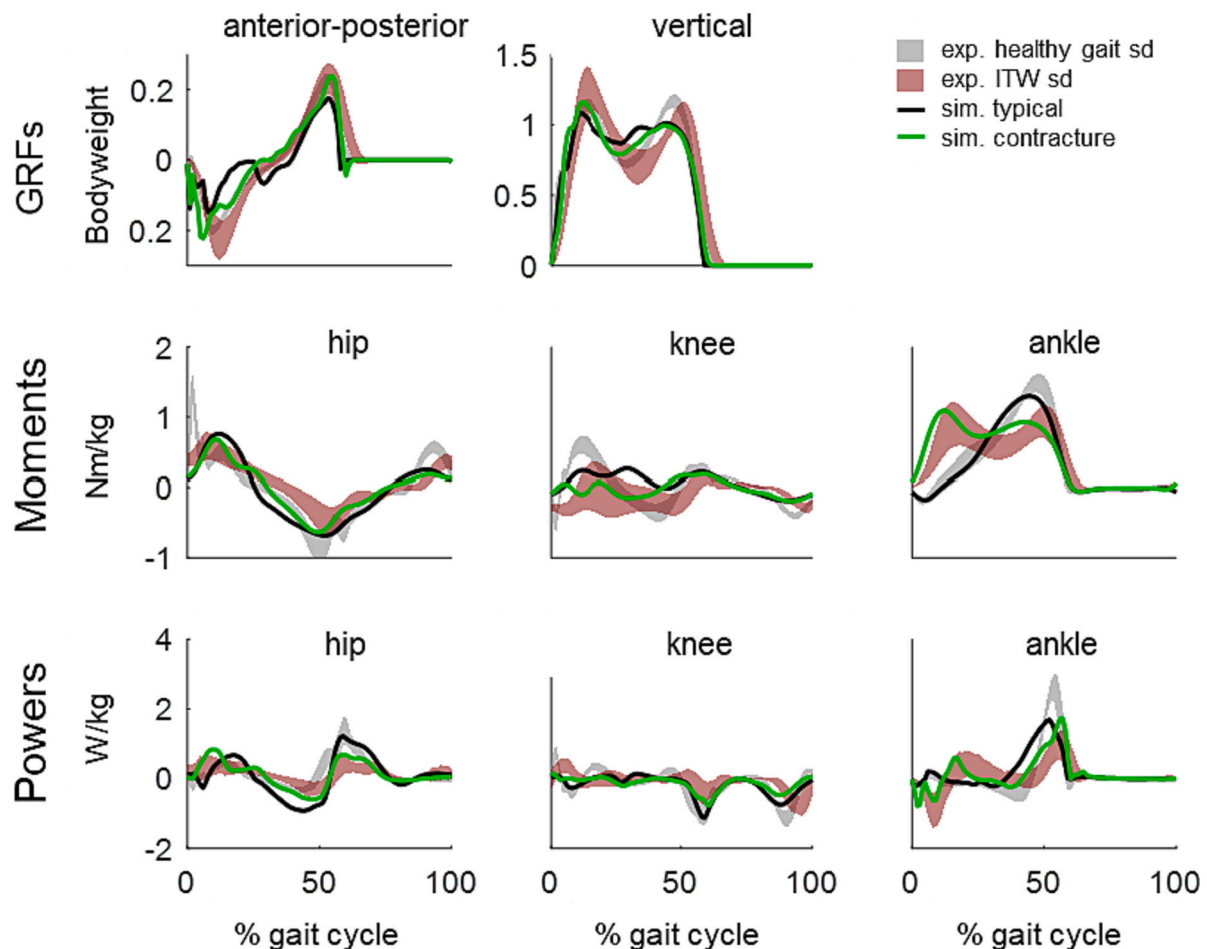 anterior-posterior
vertical
exp. healthy gait sd
exp. ITW sd
sim. typical
sim. contracture
GRFs
Bodyweight
0.2
0
0.2
1.5
1
0.5
0
Moments
Nm/kg
hip
knee
ankle
2
1
0
-1
Powers
W/kg
hip
knee
ankle
4
2
0
-2
0 50 100
0 50 100
0 50 100
% gait cycle
% gait cycle
% gait cycle